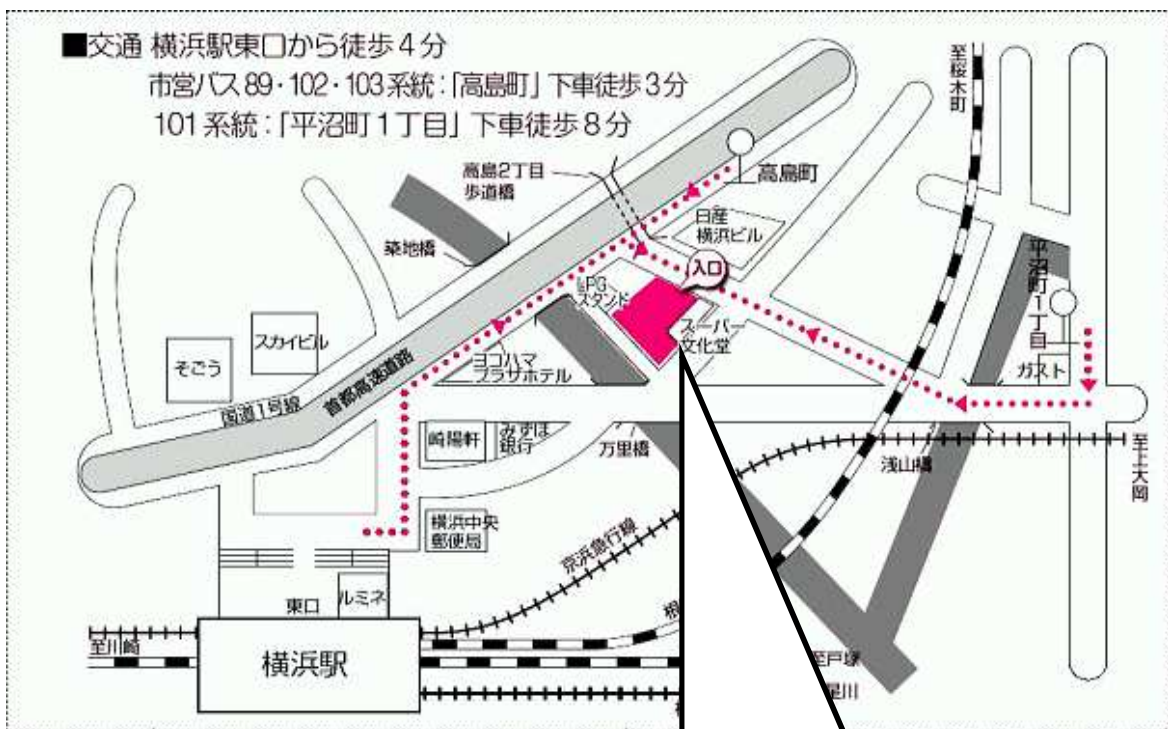 ■交通 横浜駅東口から徒歩4分
市営バス89・102・103系統：「高島町」下車徒歩3分
101系統：「平沼町1丁目」下車徒歩8分
至桜木町
高島2丁目
歩道橋
高島町
日産
横浜ビル
築地橋
入口
平沼町1丁目
LPG
スタンド
スーパー
文化堂
スカイビル
そごう
ヨコハマ
プラザホテル
ガスト
首都高速道路
国道1号線
崎陽軒
みずほ
銀行
万里橋
浅山橋
至上大岡
横浜中央
郵便局
京浜急行線
ルミネ
東口
根
至川崎
横浜駅
至戸塚
星川